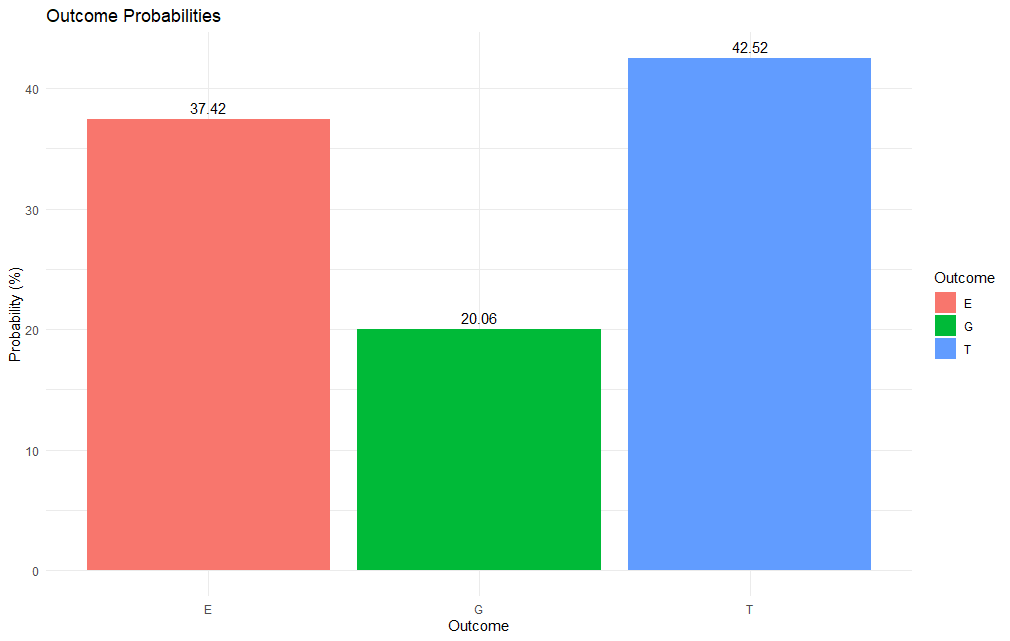 Outcome Probabilities
Probability (%)
40
30
20
10
0
37.42
20.06
42.52
E
G
T
Outcome
Outcome
E
G
T